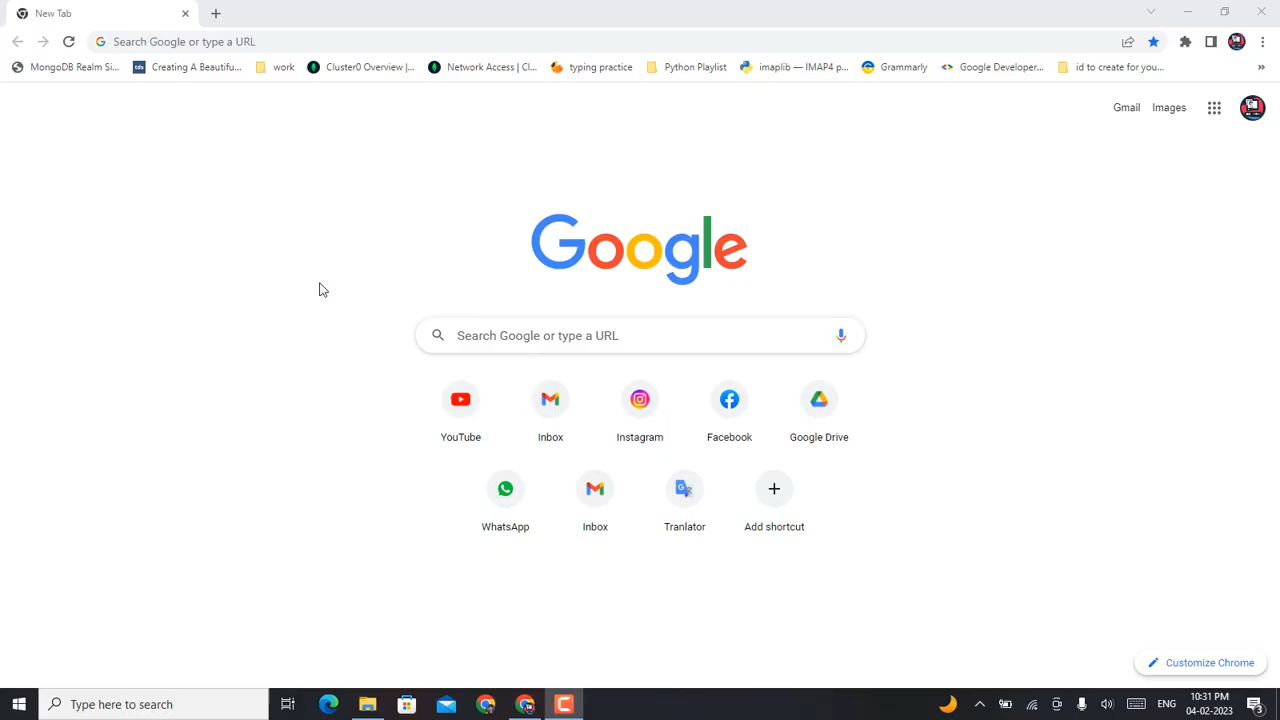 New Tab
Search Google or type a URL
MongoDB Realm Si...
tds
Creating A Beautifu...
work
Cluster0 Overview |...
Network Access | Cl...
typing practice
Python Playlist
imaplib — IMAP4 p...
Grammarly
Google Developer...
id to create for you...
»
Gmail
Images
Google
Search Google or type a URL
YouTube
Inbox
Instagram
Facebook
Google Drive
WhatsApp
Inbox
Tranlator
Add shortcut
Customize Chrome
Type here to search
ENG
10:31 PM
04-02-2023
3